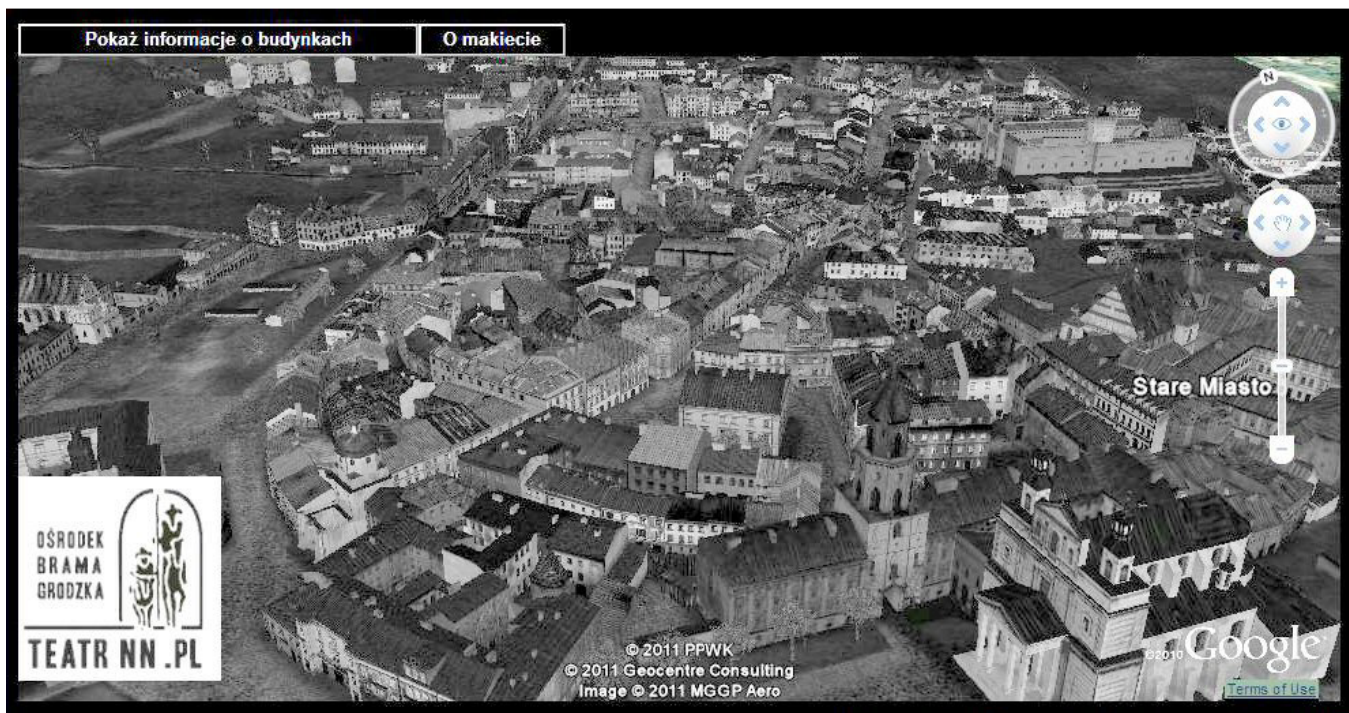 Pokaż informacje o budynkach
O makiecie
N
Stare Miasto
OŚRODEK
BRAMA
GRODZKA
TEATR NN.PL
© 2011 PPWK
© 2011 Geocentre Consulting
Image © 2011 MGGP Aero
©2010 Google
Terms of Use